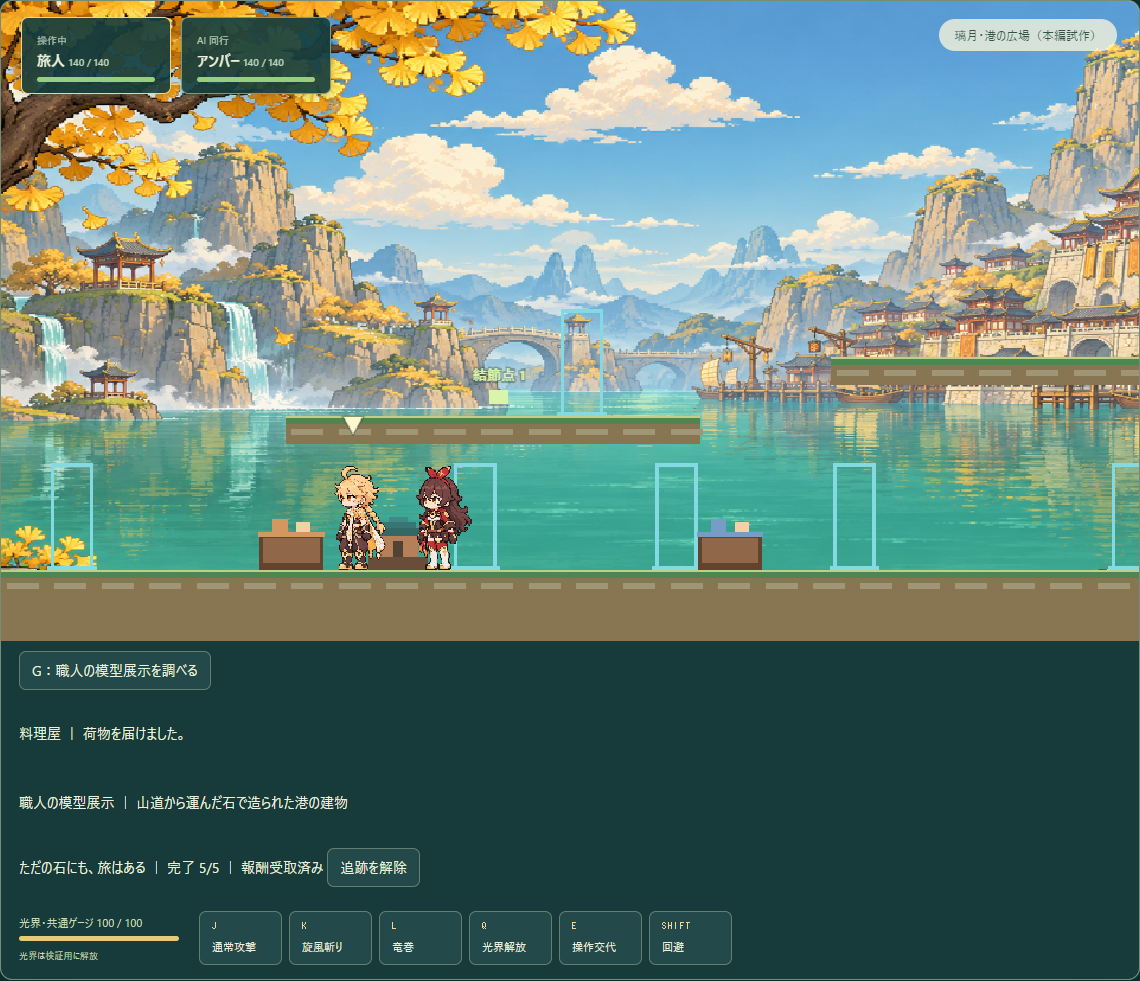 操作中
旅人 140 / 140
AI 同行
アンバー 140 / 140
璃月・港の広場（本編試作）
結節点 1
G：職人の模型展示を調べる
料理屋 ｜ 荷物を届けました。
職人の模型展示 ｜ 山道から運んだ石で造られた港の建物
ただの石にも、旅はある ｜ 完了 5/5 ｜ 報酬受取済み 追跡を解除
光界・共通ゲージ 100 / 100
光界は検証用に解放
J
通常攻撃
K
旋風斬り
L
竜巻
Q
光界解放
E
操作交代
SHIFT
回避